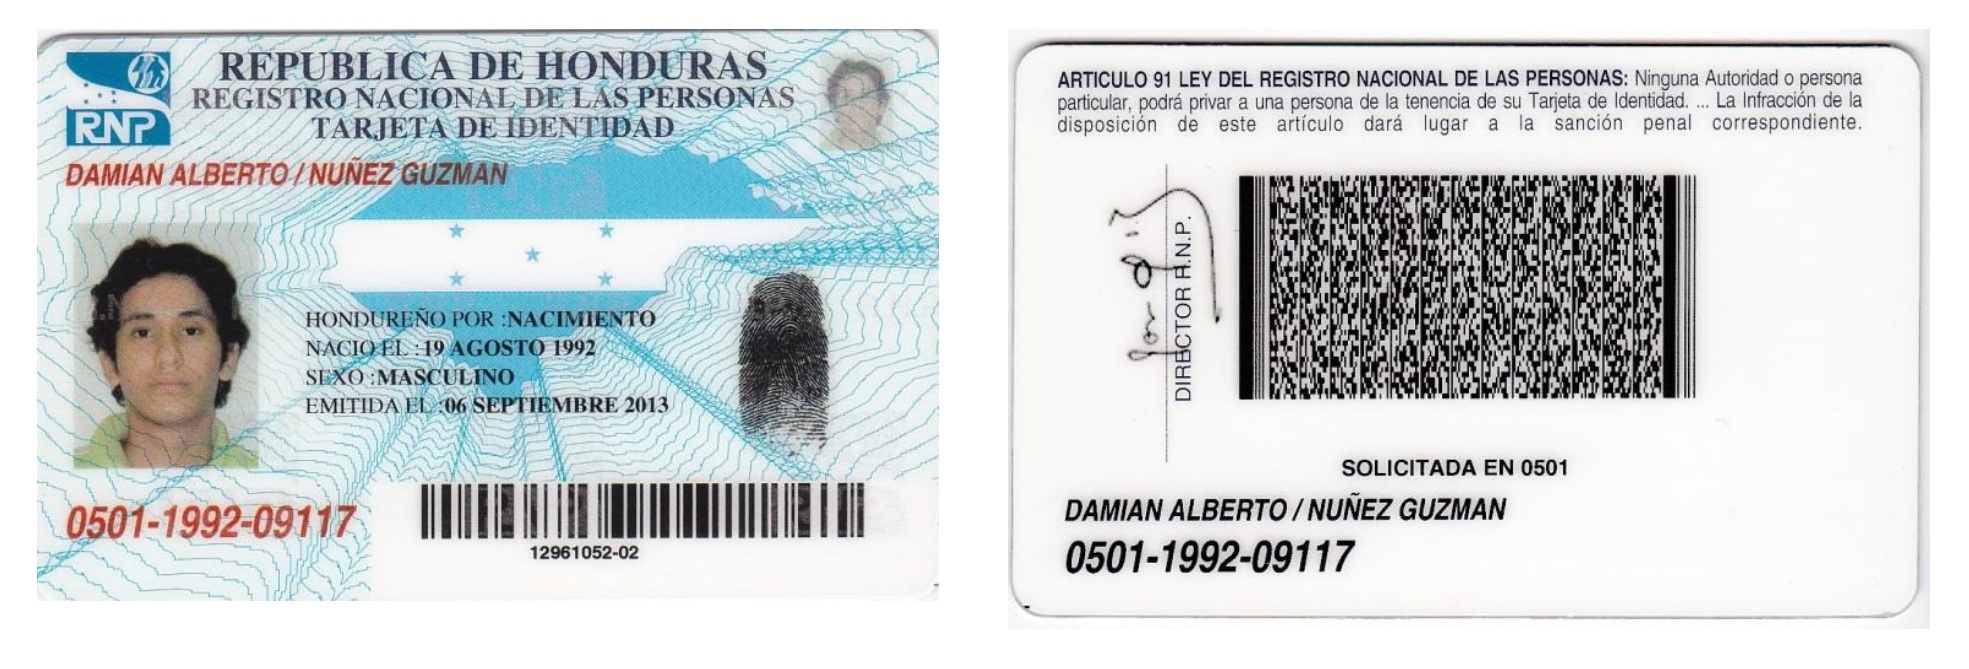 REPUBLICA DE HONDURAS
REGISTRO NACIONAL DE LAS PERSONAS
TARJETA DE IDENTIDAD
RNP
DAMIAN ALBERTO / NUÑEZ GUZMAN
HONDUREÑO POR :NACIMIENTO
NACIO EL :19 AGOSTO 1992
SEXO :MASCULINO
EMITIDA EL :06 SEPTIEMBRE 2013
0501-1992-09117
12961052-02
ARTICULO 91 LEY DEL REGISTRO NACIONAL DE LAS PERSONAS: Ninguna Autoridad o persona
particular, podrá privar a una persona de la tenencia de su Tarjeta de Identidad. ... La Infracción de la
disposición de este artículo dará lugar a la sanción penal correspondiente.
DIRECTOR R.N.P.
SOLICITADA EN 0501
DAMIAN ALBERTO / NUÑEZ GUZMAN
0501-1992-09117